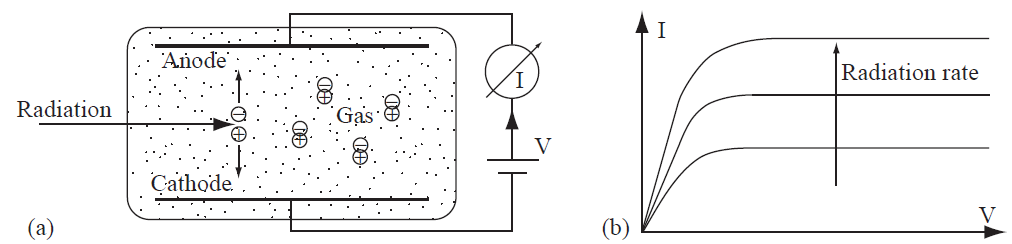 Anode
Radiation
Gas
Cathode
I
V
(a)
I
Radiation rate
V
(b)